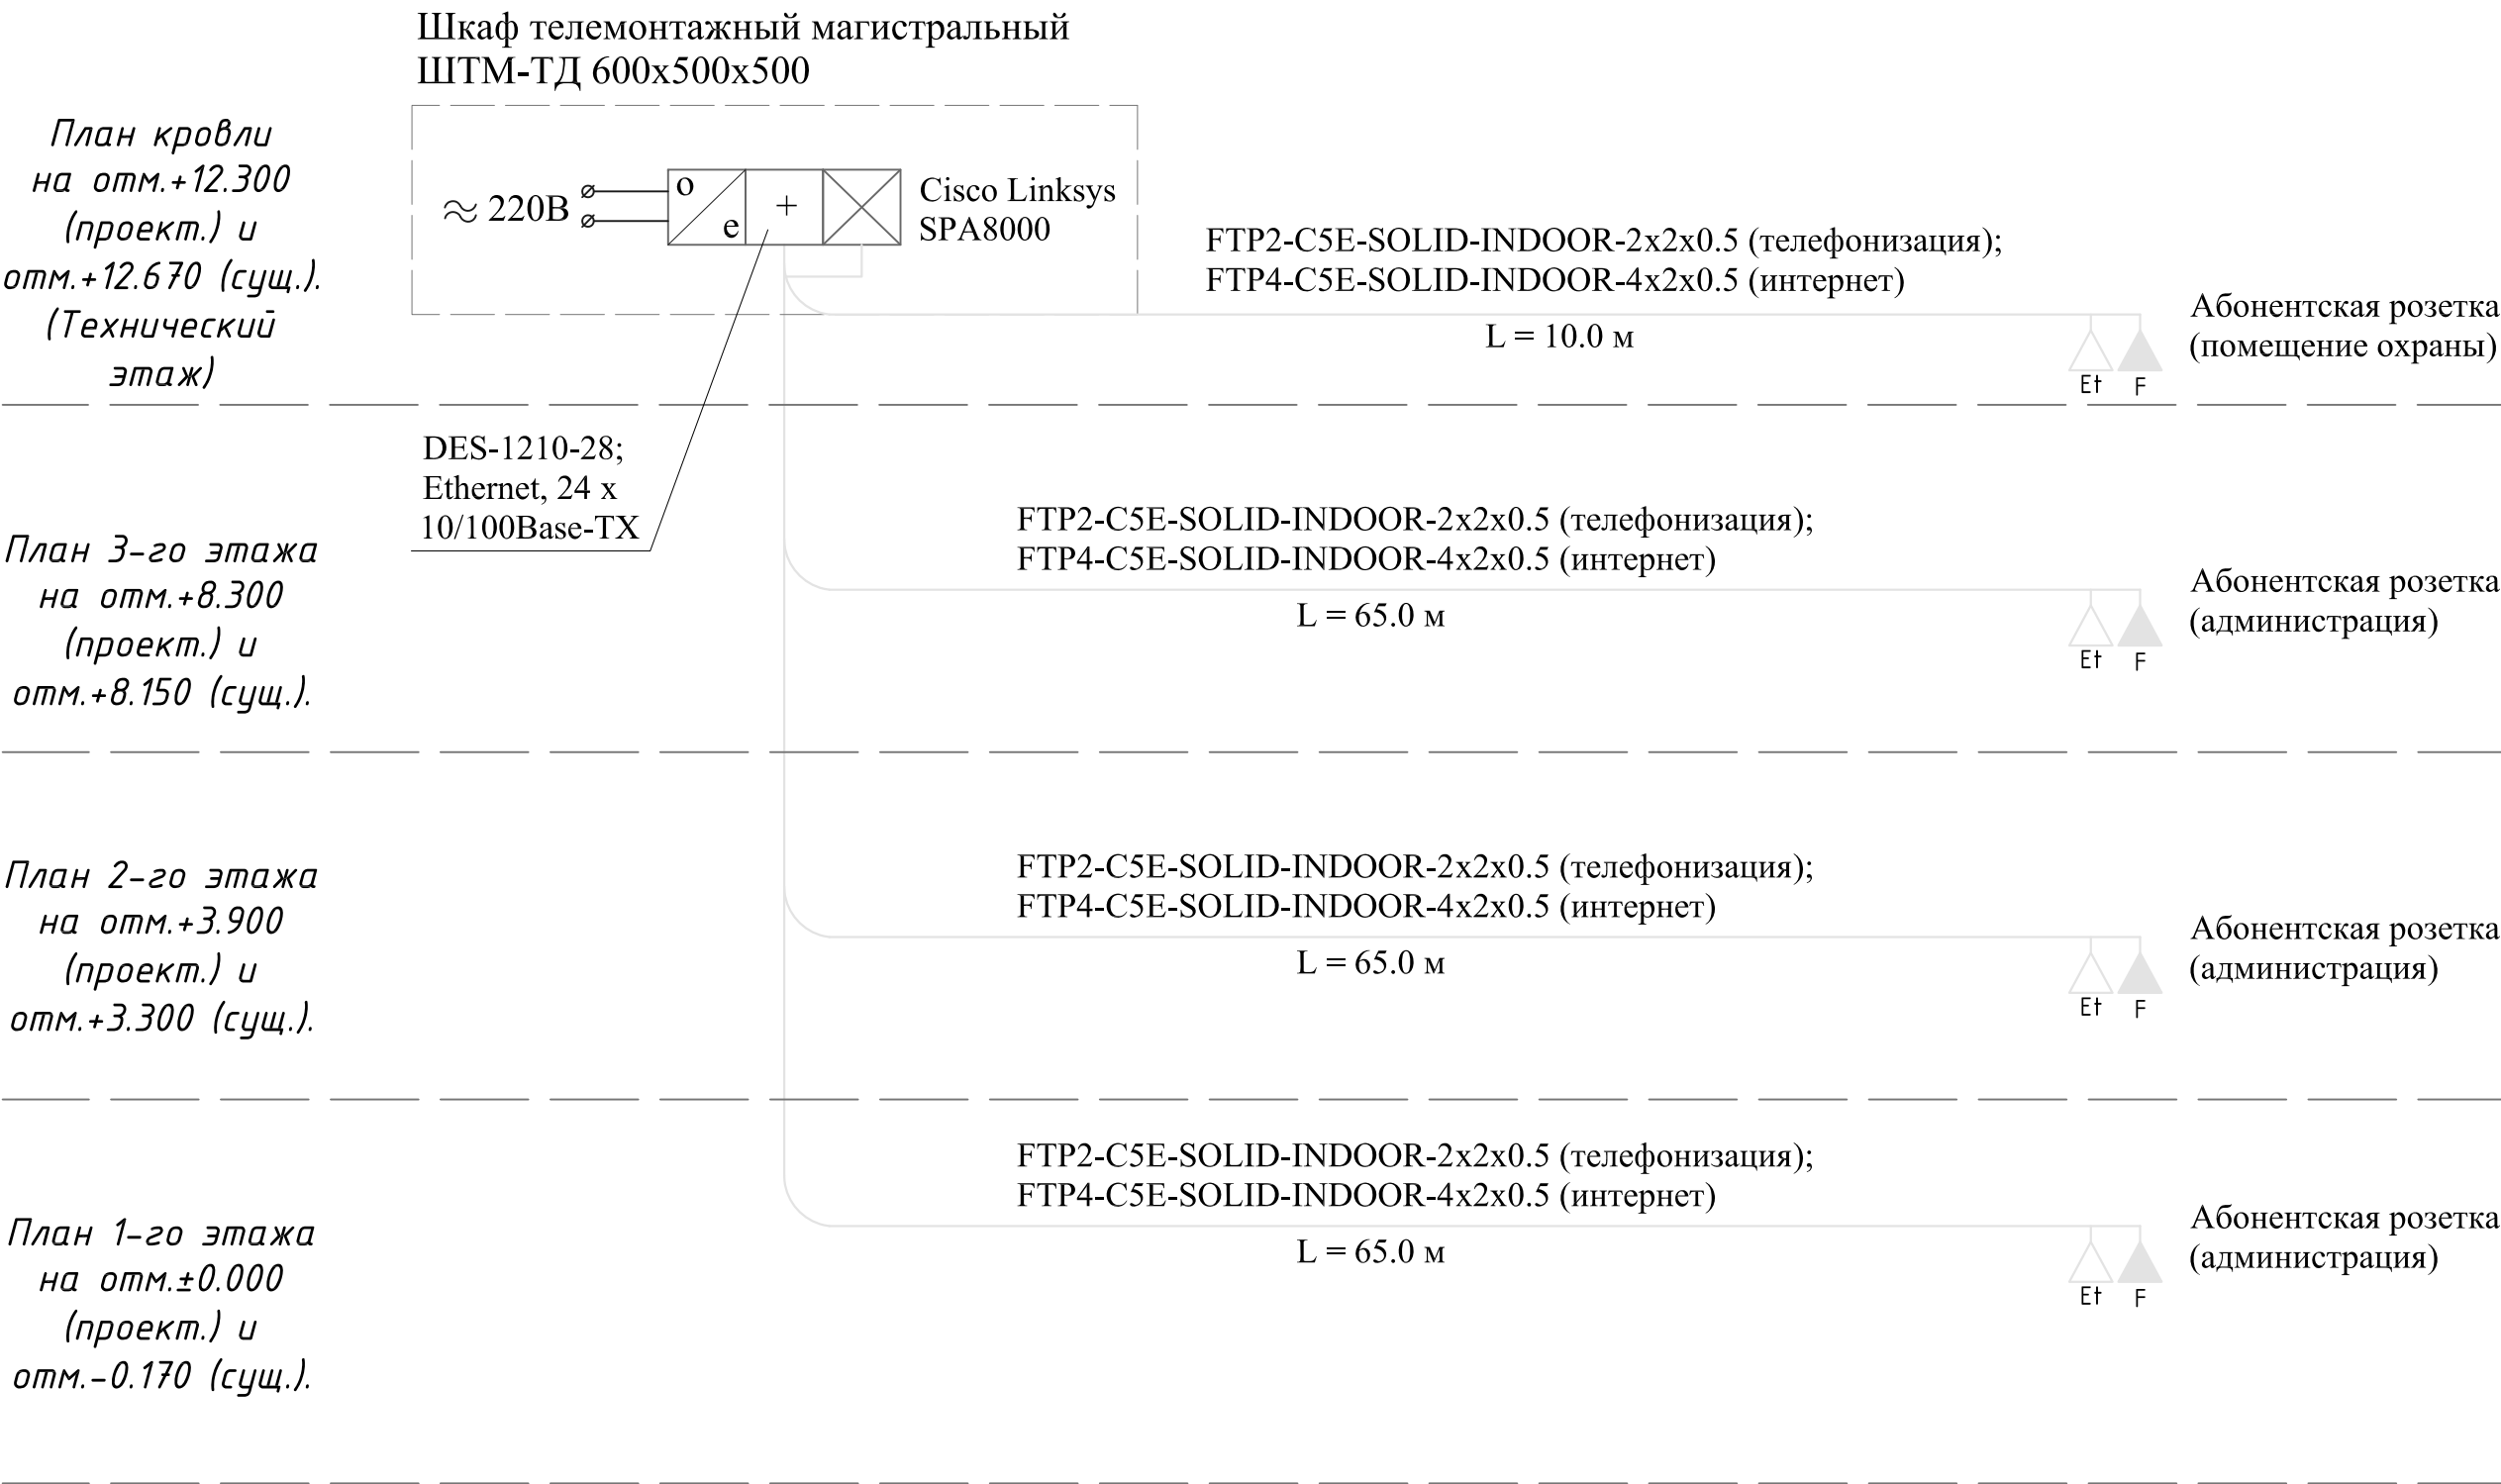 Шкаф телемонтажный магистральный
ШТМ-ТД 600х500х500
План кровли
на отм.+12.300
(проект.) и
отм.+12.670 (сущ.).
(Технический
этаж)
≈ 220В
о
е
+
Cisco Linksys
SPA8000
FTP2-C5E-SOLID-INDOOR-2x2x0.5 (телефонизация);
FTP4-C5E-SOLID-INDOOR-4x2x0.5 (интернет)
L = 10.0 м
Абонентская розетка
(помещение охраны)
Et
F
DES-1210-28;
Ethernet, 24 x
10/100Base-TX
План 3-го этажа
на отм.+8.300
(проект.) и
отм.+8.150 (сущ.).
FTP2-C5E-SOLID-INDOOR-2x2x0.5 (телефонизация);
FTP4-C5E-SOLID-INDOOR-4x2x0.5 (интернет)
L = 65.0 м
Абонентская розетка
(администрация)
Et
F
План 2-го этажа
на отм.+3.900
(проект.) и
отм.+3.300 (сущ.).
FTP2-C5E-SOLID-INDOOR-2x2x0.5 (телефонизация);
FTP4-C5E-SOLID-INDOOR-4x2x0.5 (интернет)
L = 65.0 м
Абонентская розетка
(администрация)
Et
F
План 1-го этажа
на отм.±0.000
(проект.) и
отм.-0.170 (сущ.).
FTP2-C5E-SOLID-INDOOR-2x2x0.5 (телефонизация);
FTP4-C5E-SOLID-INDOOR-4x2x0.5 (интернет)
L = 65.0 м
Абонентская розетка
(администрация)
Et
F